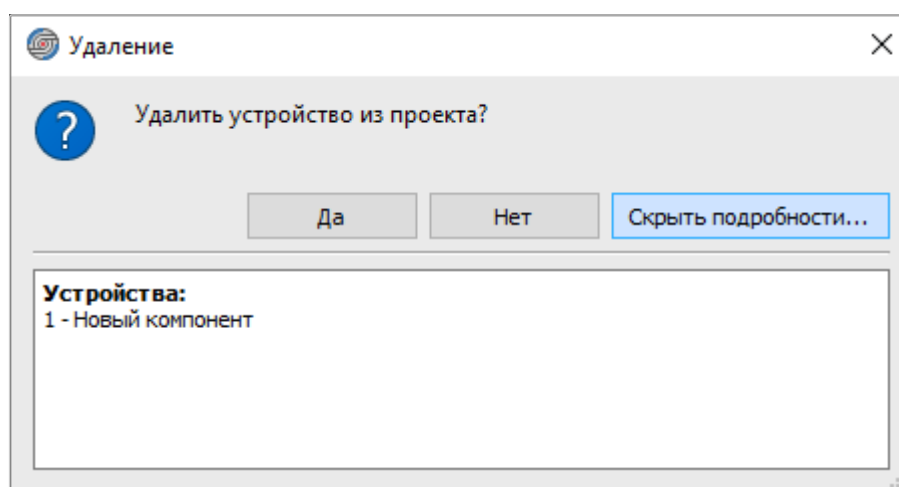 Удаление
Удалить устройство из проекта?
Да
Нет
Скрыть подробности...
Устройства:
1 - Новый компонент